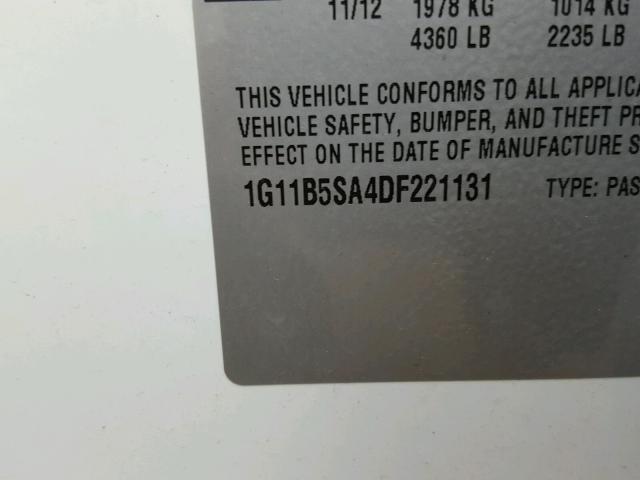 11/12 1978 KG 1014 KG
4360 LB 2235 LB
THIS VEHICLE CONFORMS TO ALL APPLICA
VEHICLE SAFETY, BUMPER, AND THEFT PR
EFFECT ON THE DATE OF MANUFACTURE S
1G11B5SA4DF221131 TYPE: PAS